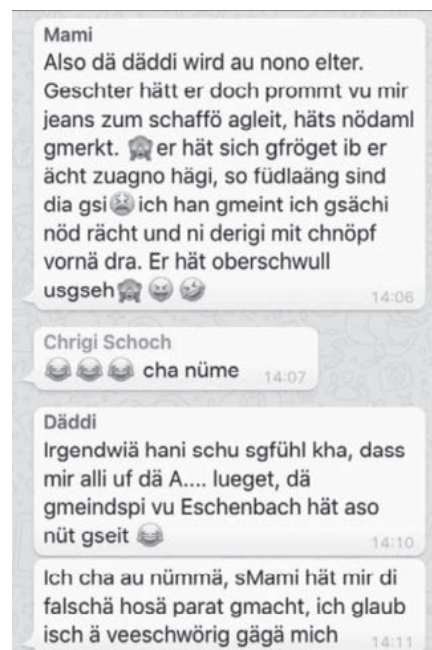 Mami
Also dä däddi wird au nono elter.
Geschter hätt er doch prommt vu mir
jeans zum schaffö agleit, häts nödaml
gmerkt. 🙈 er hät sich gfröget ib er
ächt zuagno hägi, so füdlaäng sind
dia gsi😫 ich han gmeint ich gsächi
nöd rächt und ni derigi mit chnöpf
vornä dra. Er hät oberschwull
usgseh🙈😝🤣
14:06
Chrigi Schoch
😂😂😂 cha nüme
14:07
Däddi
Irgendwiä hani schu sgfühl kha, dass
mir alli uf dä A.... lueget, dä
gmeindspi vu Eschenbach hät aso
nüt gseit 😂
14:10
Ich cha au nümmä, sMami hät mir di
falschä hosä parat gmacht, ich glaub
isch ä veeschwörig gägä mich
14:11